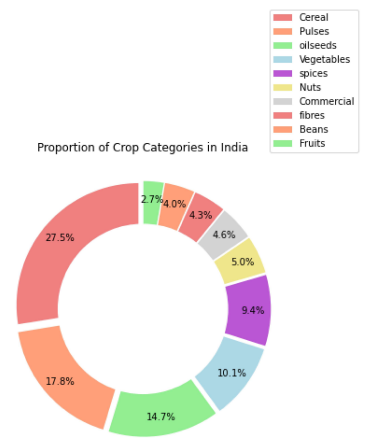 Cereal
Pulses
oilseeds
Vegetables
spices
Nuts
Commercial
fibres
Beans
Fruits
Proportion of Crop Categories in India
2.7%
4.0%
4.3%
4.6%
5.0%
9.4%
10.1%
14.7%
17.8%
27.5%